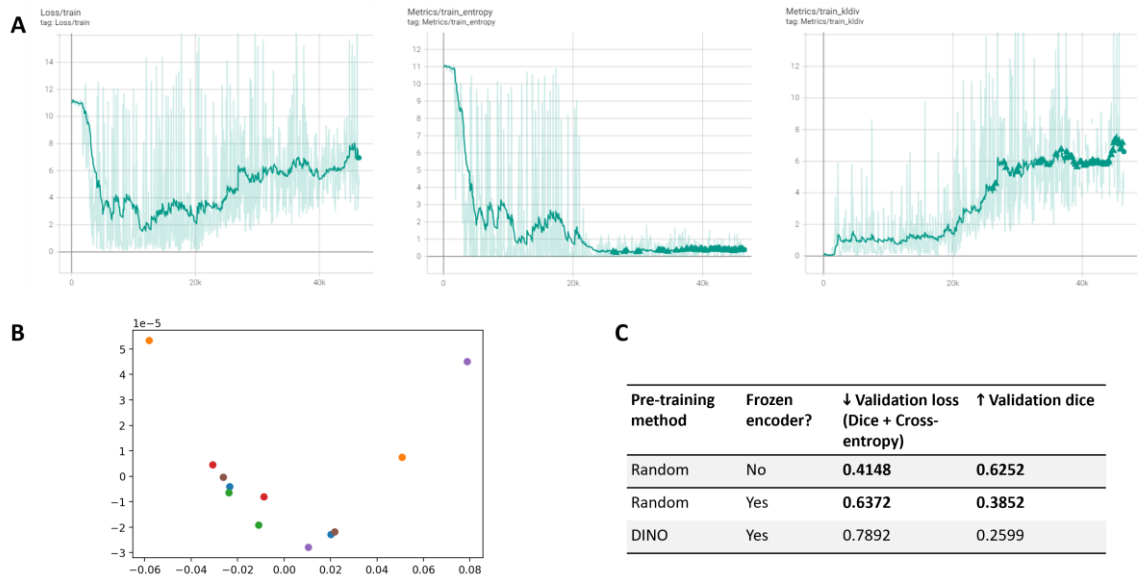 A
Loss/train
tag: Loss/train
14
12
10
8
6
4
2
0
0
20k
40k
Metrics/train_entropy
tag: Metrics/train_entropy
12
11
10
9
8
7
6
5
4
3
2
1
0
0
20k
40k
Metrics/train_kldiv
tag: Metrics/train_kldiv
12
10
8
6
4
2
0
0
20k
40k
B
1e−5
5
4
3
2
1
0
−1
−2
−3
−0.06 −0.04 −0.02 0.00 0.02 0.04 0.06 0.08
C
Pre-training method
Frozen encoder?
↓ Validation loss (Dice + Cross-entropy)
↑ Validation dice
Random No 0.4148 0.6252
Random Yes 0.6372 0.3852
DINO Yes 0.7892 0.2599